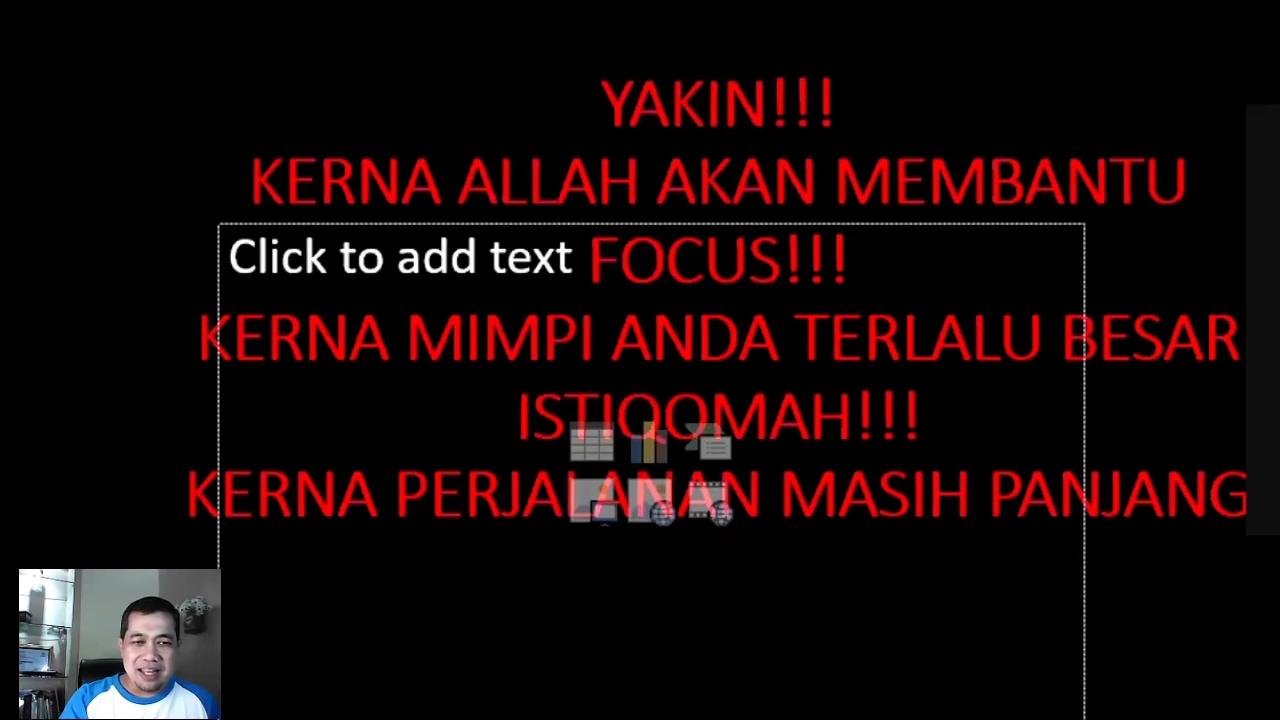 YAKIN!!!
KERNA ALLAH AKAN MEMBANTU
Click to add text
FOCUS!!!
KERNA MIMPI ANDA TERLALU BESAR
ISTIQOMAH!!!
KERNA PERJALANAN MASIH PANJANG